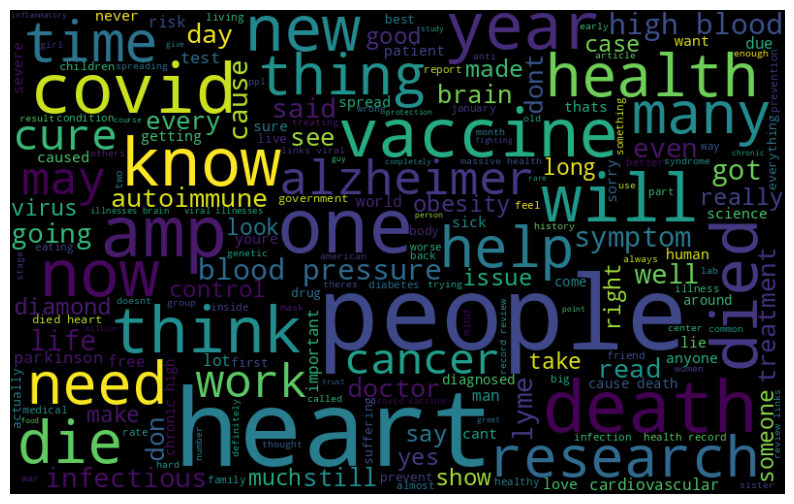 inflammatory never risk living best study early want due
time girl new day good give year high blood
severe children spreading test patient anti case article enough
covid cause thing made dont health prevention
result condition course ppl spread brain report thats something
cure every said january vaccine many
caused getting sure see wrong old month
others live links viral guy completely massive health syndrome even way better chronic everything
may know alzheimer rare use part long got
virus two autoimmune government world obesity sorry feel really
illnesses brain viral illnesses person body sick history science
going amp look one help will symptom
stage eating genetic youre american worse back always human died
now blood pressure theres diabetes trying issue come well lab illness
diamond doesnt group inside drug mask people right around treatment
died heart control mind point center common
life million think important record review lie
parkinson free lot first cancer take read friend anyone women
actually need work called trust covid vaccine doctor diagnosed big cause death
medical make chronic high man death someone review links
food rate don definitely suffering say cant great lyme infection health record
die number thought heart yes research
war hard family prevent almost healthy love cardiovascular sister
infectious much still show